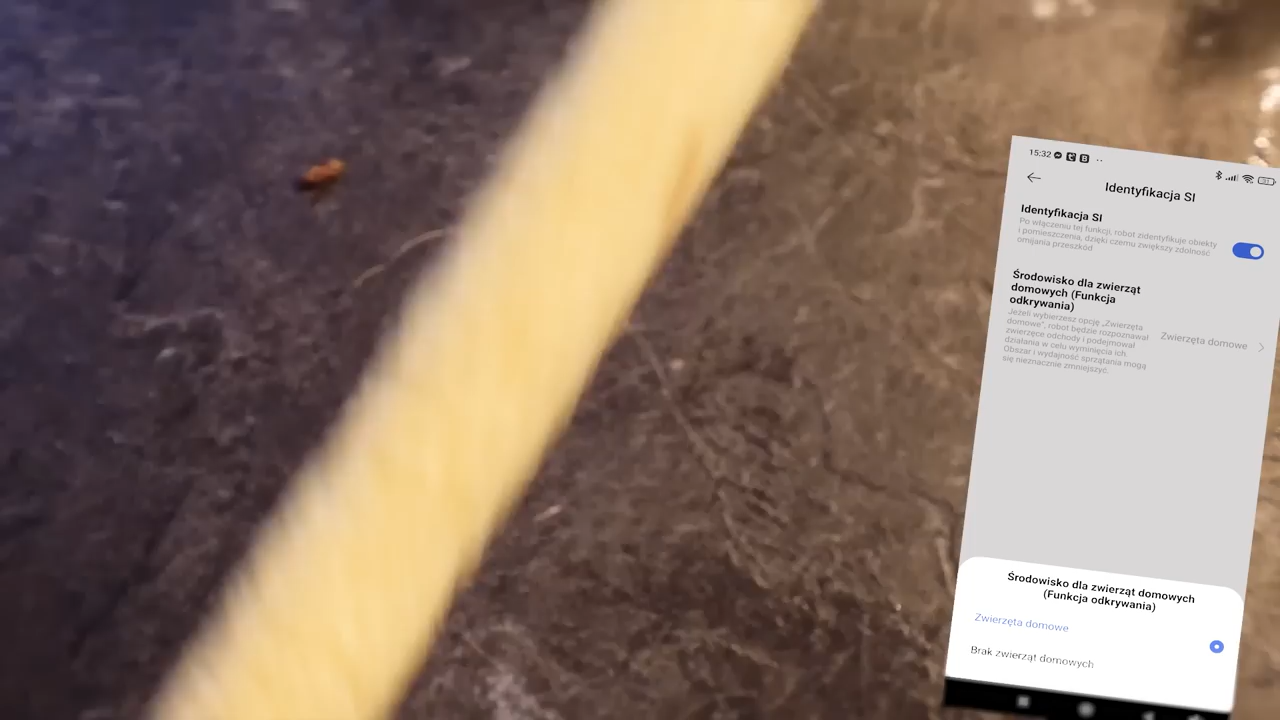 15:32
Identyfikacja SI
Identyfikacja SI
Po włączeniu tej funkcji, robot zidentyfikuje obiekty
i pomieszczenia, dzięki czemu zwiększy zdolność
omijania przeszkód
Środowisko dla zwierząt
domowych (Funkcja
odkrywania)
Jeżeli wybierzesz opcję „Zwierzęta
domowe”, robot będzie rozpoznawał
zwierzęce odchody i podejmował
działania w celu wyminięcia ich.
Obszar i wydajność sprzątania mogą
się nieznacznie zmniejszyć.
Zwierzęta domowe
Środowisko dla zwierząt domowych
(Funkcja odkrywania)
Zwierzęta domowe
Brak zwierząt domowych